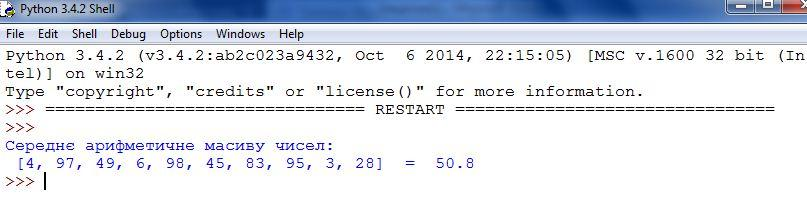 Python 3.4.2 Shell
File Edit Shell Debug Options Windows Help
Python 3.4.2 (v3.4.2:ab2c023a9432, Oct  6 2014, 22:15:05) [MSC v.1600 32 bit (In
tel)] on win32
Type "copyright", "credits" or "license()" for more information.
>>> ================================ RESTART ================================
>>>
Середнє арифметичне масиву чисел:
 [4, 97, 49, 6, 98, 45, 83, 95, 3, 28]  =  50.8
>>>